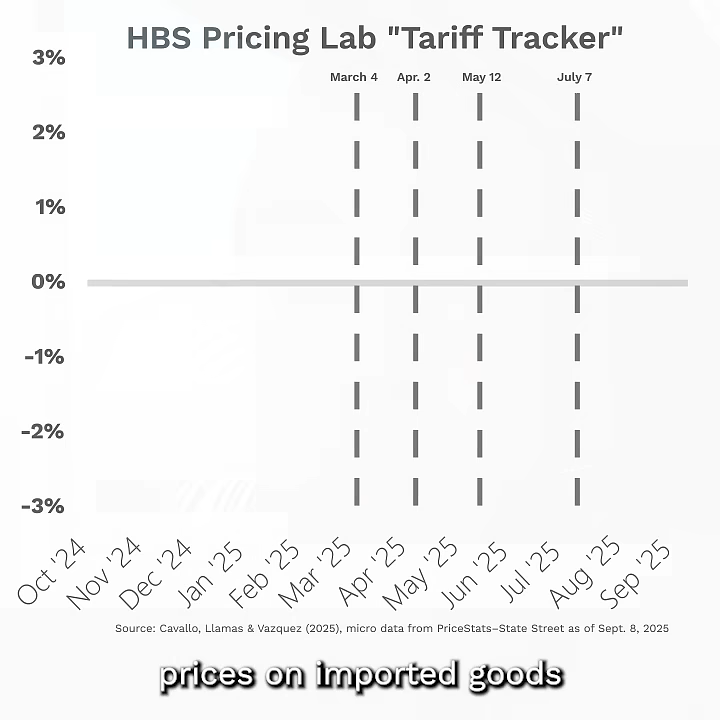 HBS Pricing Lab "Tariff Tracker"
3%
March 4 Apr. 2 May 12 July 7
2%
1%
0%
-1%
-2%
-3%
Oct '24 Nov '24 Dec '24 Jan '25 Feb '25 Mar '25 Apr '25 May '25 Jun '25 Jul '25 Aug '25 Sep '25
Source: Cavallo, Llamas & Vazquez (2025), micro data from PriceStats–State Street as of Sept. 8, 2025
prices on imported goods